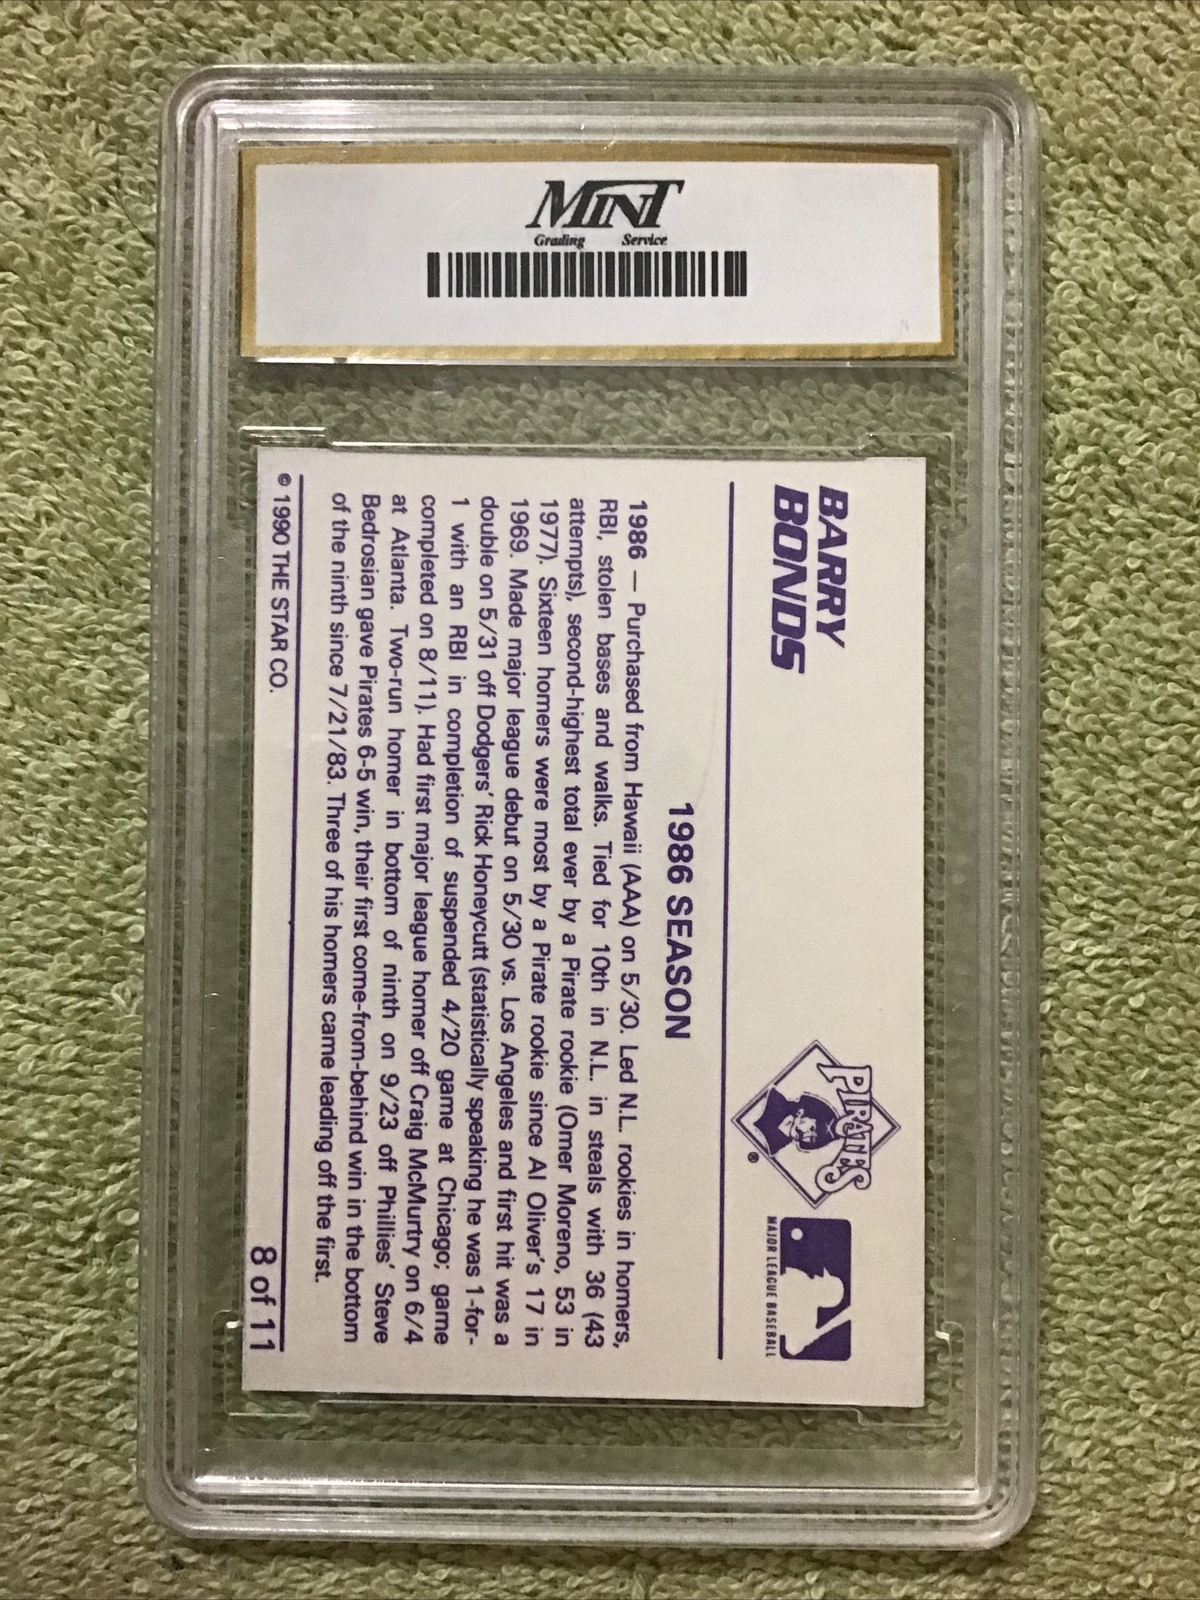 MINT
Grading Service
BARRY
BONDS
PIRATES
®
MAJOR LEAGUE BASEBALL
1986 SEASON
1986 — Purchased from Hawaii (AAA) on 5/30. Led N.L. rookies in homers,
RBI, stolen bases and walks. Tied for 10th in N.L. in steals with 36 (43
attempts), second-highest total ever by a Pirate rookie (Omer Moreno, 53 in
1977). Sixteen homers were most by a Pirate rookie since Al Oliver's 17 in
1969. Made major league debut on 5/30 vs. Los Angeles and first hit was a
double on 5/31 off Dodgers' Rick Honeycutt (statistically speaking he was 1-for-
1 with an RBI in completion of suspended 4/20 game at Chicago; game
completed on 8/11). Had first major league homer off Craig McMurtry on 6/4
at Atlanta. Two-run homer in bottom of ninth on 9/23 off Phillies' Steve
Bedrosian gave Pirates 6-5 win, their first come-from-behind win in the bottom
of the ninth since 7/21/83. Three of his homers came leading off the first.
© 1990 THE STAR CO.
8 of 11